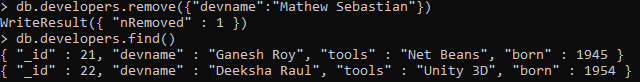 > db.developers.remove({"devname":"Mathew Sebastian"})
WriteResult({ "nRemoved" : 1 })
> db.developers.find()
{ "_id" : 21, "devname" : "Ganesh Roy", "tools" : "Net Beans", "born" : 1945 }
{ "_id" : 22, "devname" : "Deeksha Raul", "tools" : "Unity 3D", "born" : 1954 }